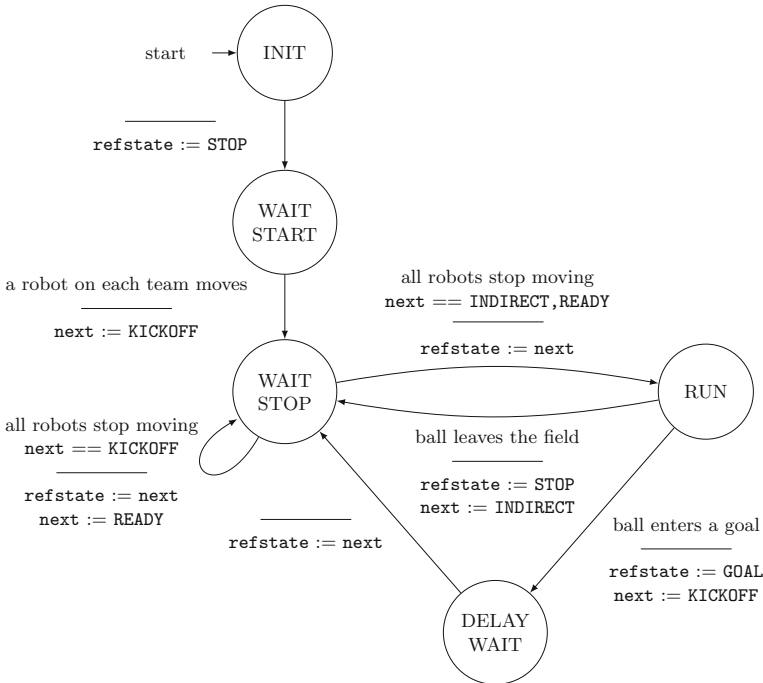 start
INIT
refstate := STOP
WAIT
START
a robot on each team moves
next := KICKOFF
all robots stop moving
next == INDIRECT,READY
refstate := next
WAIT
STOP
RUN
all robots stop moving
next == KICKOFF
refstate := next
next := READY
ball leaves the field
refstate := STOP
next := INDIRECT
refstate := next
ball enters a goal
refstate := GOAL
next := KICKOFF
DELAY
WAIT